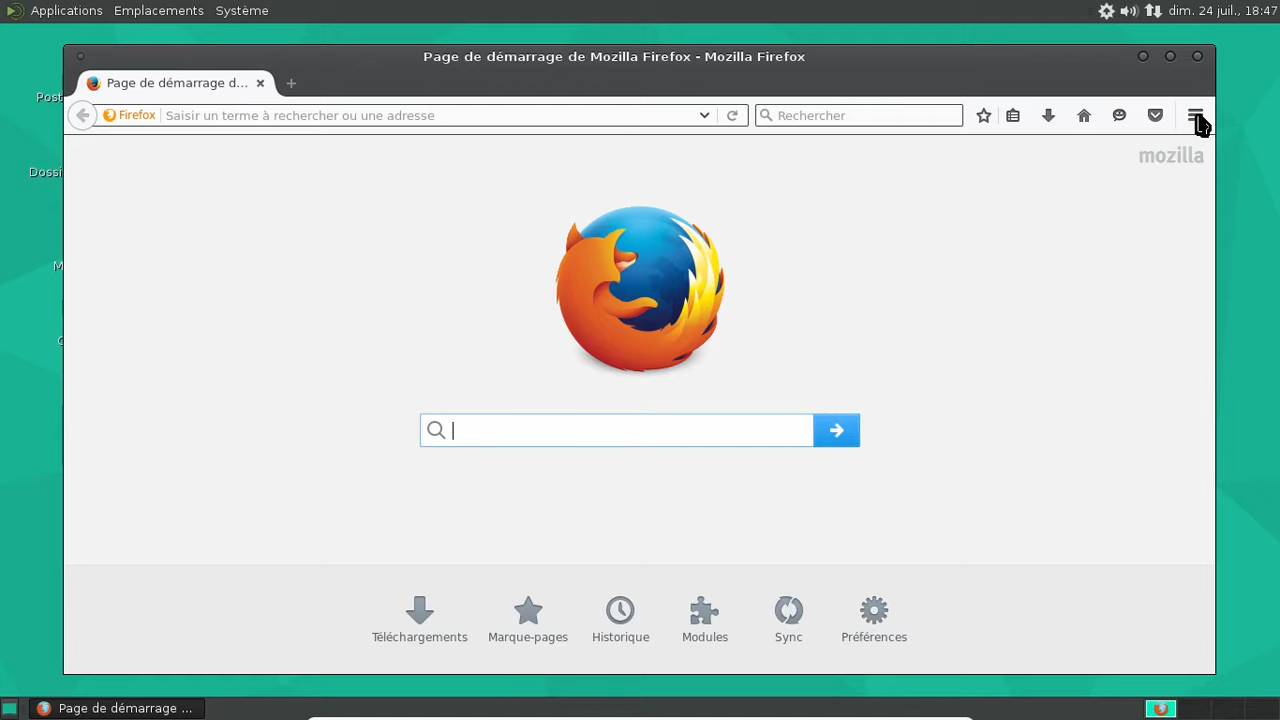 Applications Emplacements Système dim. 24 juil., 18:47
Page de démarrage de Mozilla Firefox - Mozilla Firefox
Page de démarrage d...
Firefox Saisir un terme à rechercher ou une adresse Rechercher
mozilla
Téléchargements Marque-pages Historique Modules Sync Préférences
Page de démarrage ...